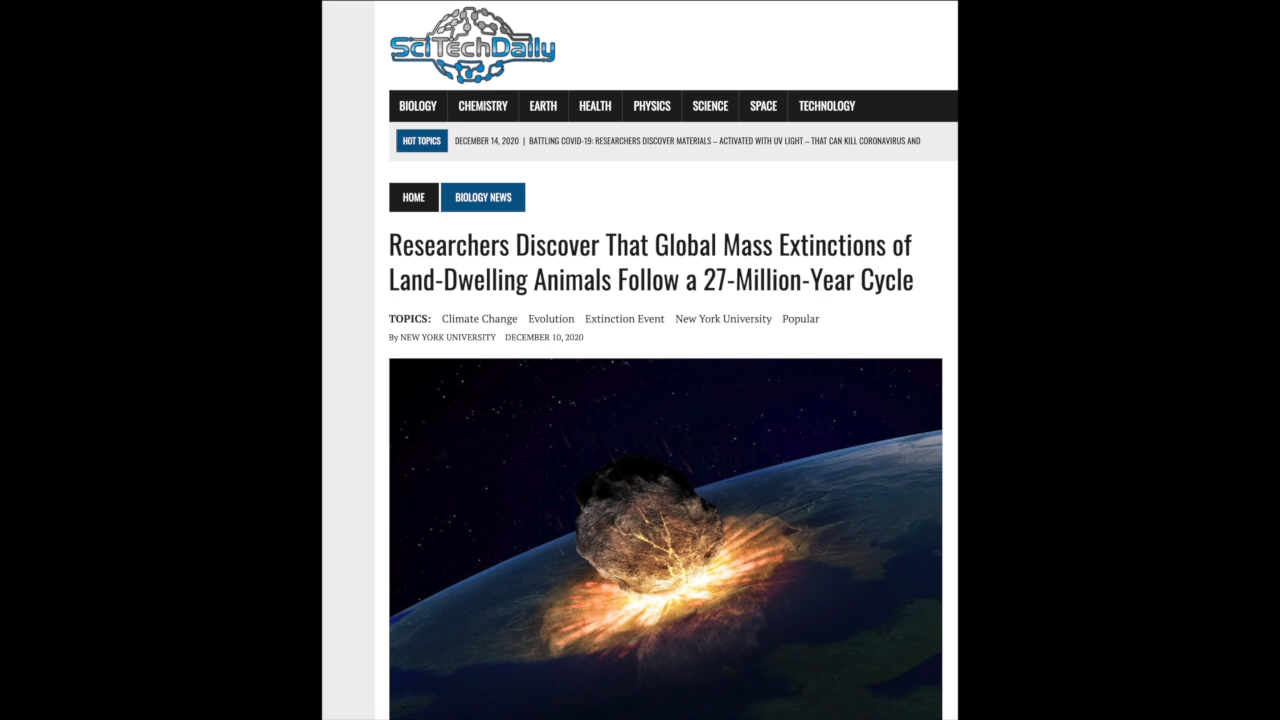 SciTechDaily
BIOLOGY CHEMISTRY EARTH HEALTH PHYSICS SCIENCE SPACE TECHNOLOGY
HOT TOPICS DECEMBER 14, 2020 | BATTLING COVID-19: RESEARCHERS DISCOVER MATERIALS – ACTIVATED WITH UV LIGHT – THAT CAN KILL CORONAVIRUS AND
HOME BIOLOGY NEWS
Researchers Discover That Global Mass Extinctions of
Land-Dwelling Animals Follow a 27-Million-Year Cycle
TOPICS: Climate Change Evolution Extinction Event New York University Popular
By NEW YORK UNIVERSITY DECEMBER 10, 2020